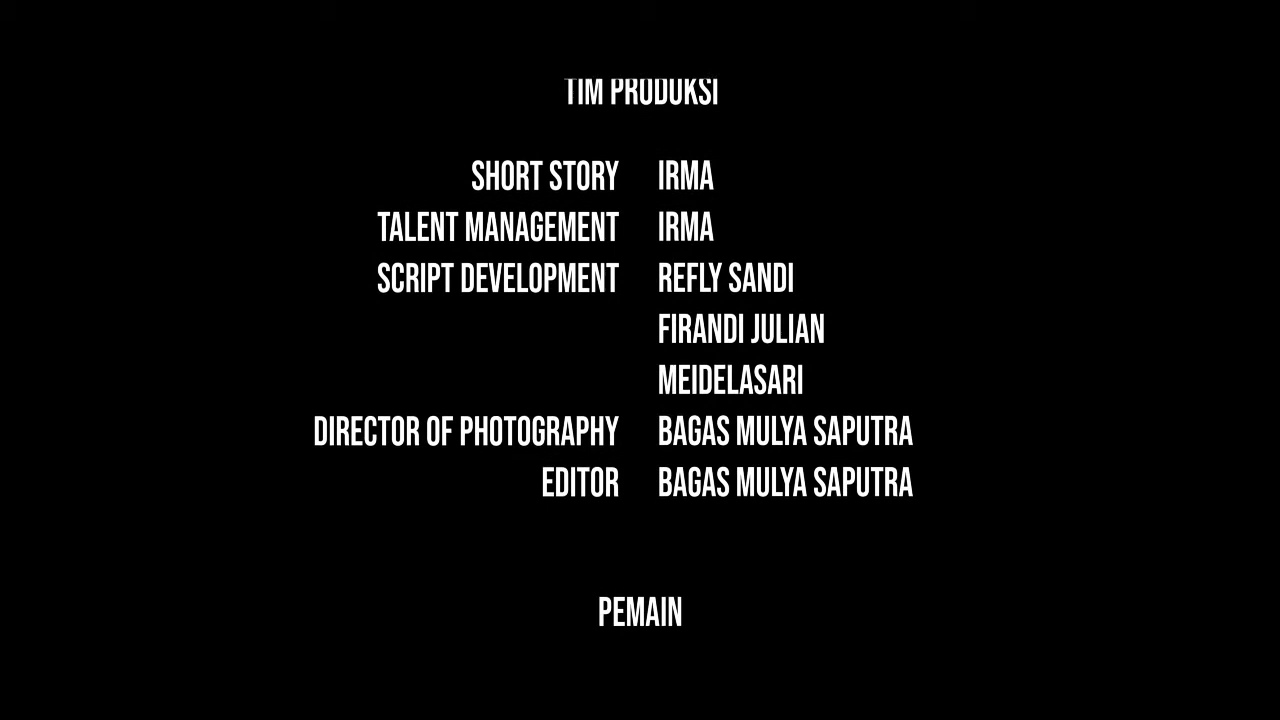 TIM PRODUKSI
SHORT STORY IRMA
TALENT MANAGEMENT IRMA
SCRIPT DEVELOPMENT REFLY SANDI
FIRANDI JULIAN
MEIDELASARI
DIRECTOR OF PHOTOGRAPHY BAGAS MULYA SAPUTRA
EDITOR BAGAS MULYA SAPUTRA
PEMAIN